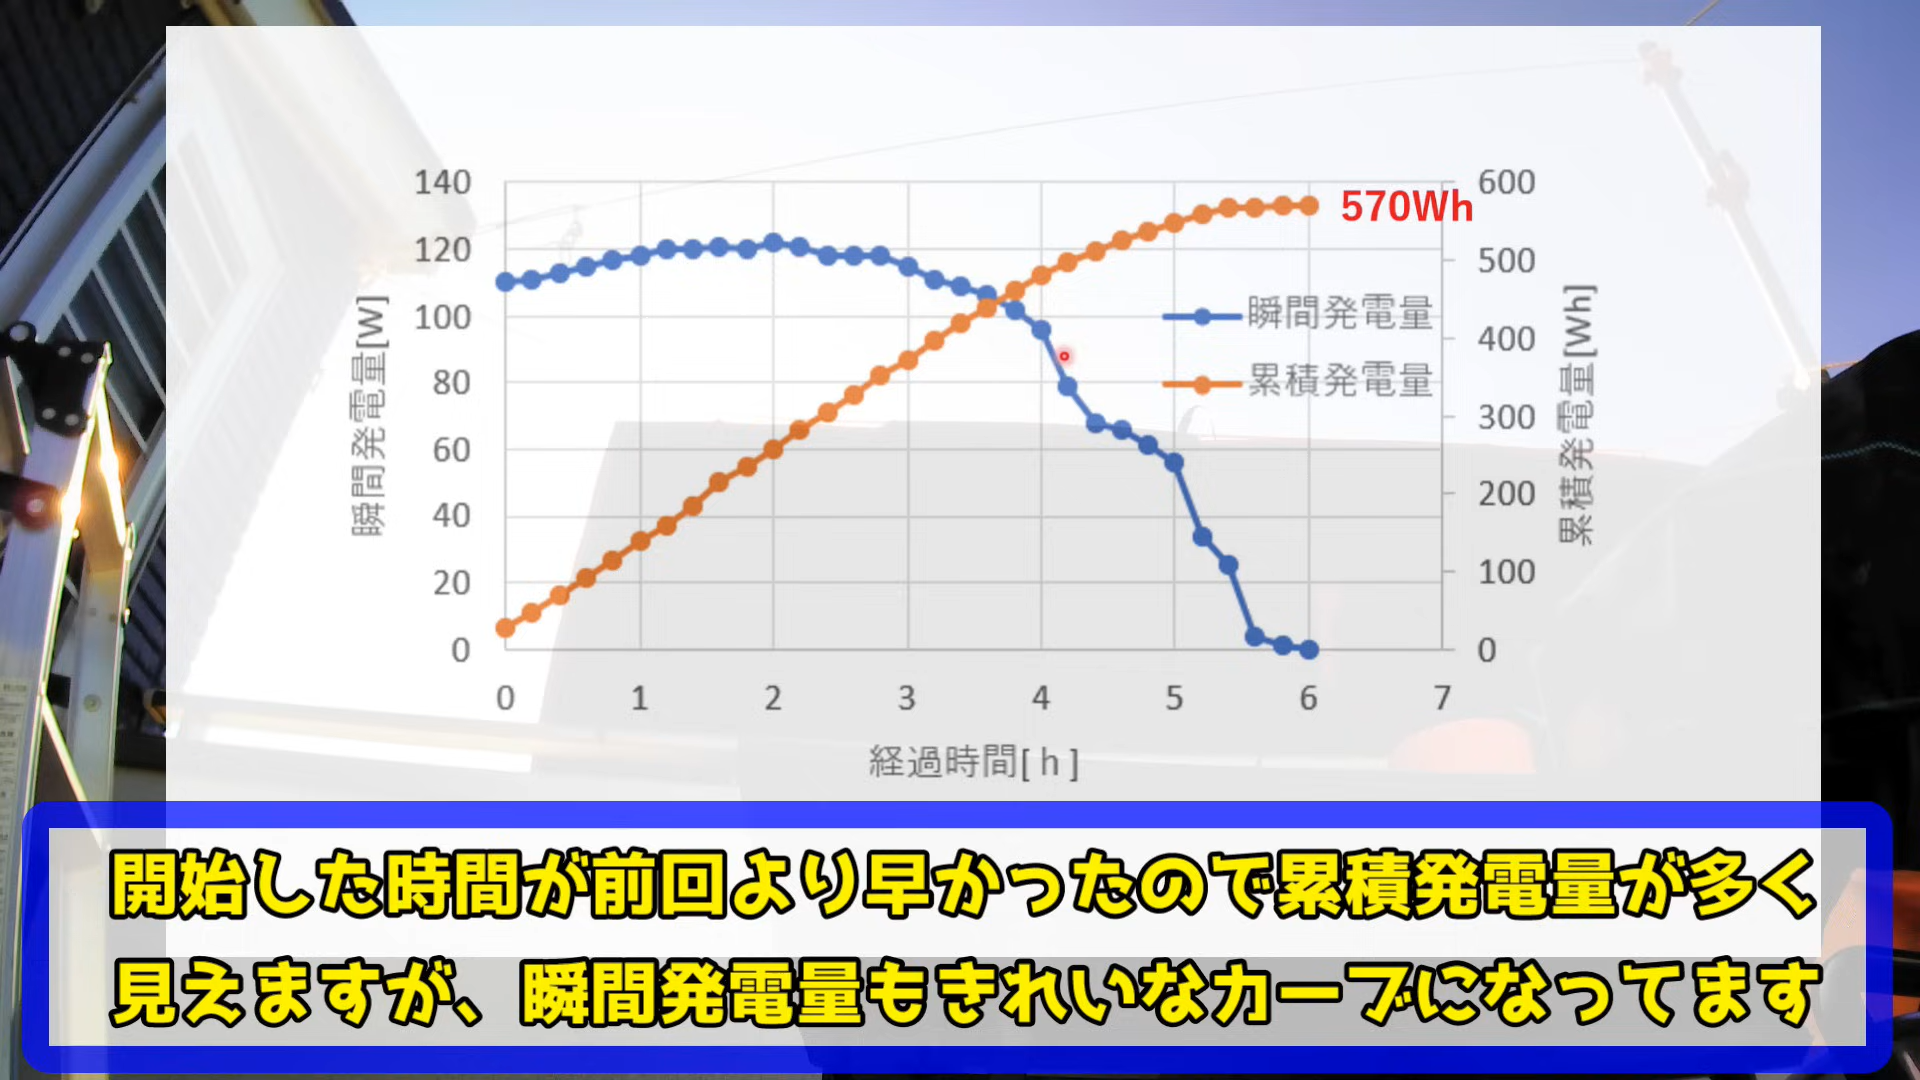 140
120
100
80
60
40
20
0
瞬間発電量[W]
600
500
400
300
200
100
0
累積発電量[Wh]
570Wh
瞬間発電量
累積発電量
0 1 2 3 4 5 6 7
経過時間[ h ]
開始した時間が前回より早かったので累積発電量が多く
見えますが、瞬間発電量もきれいなカーブになってます